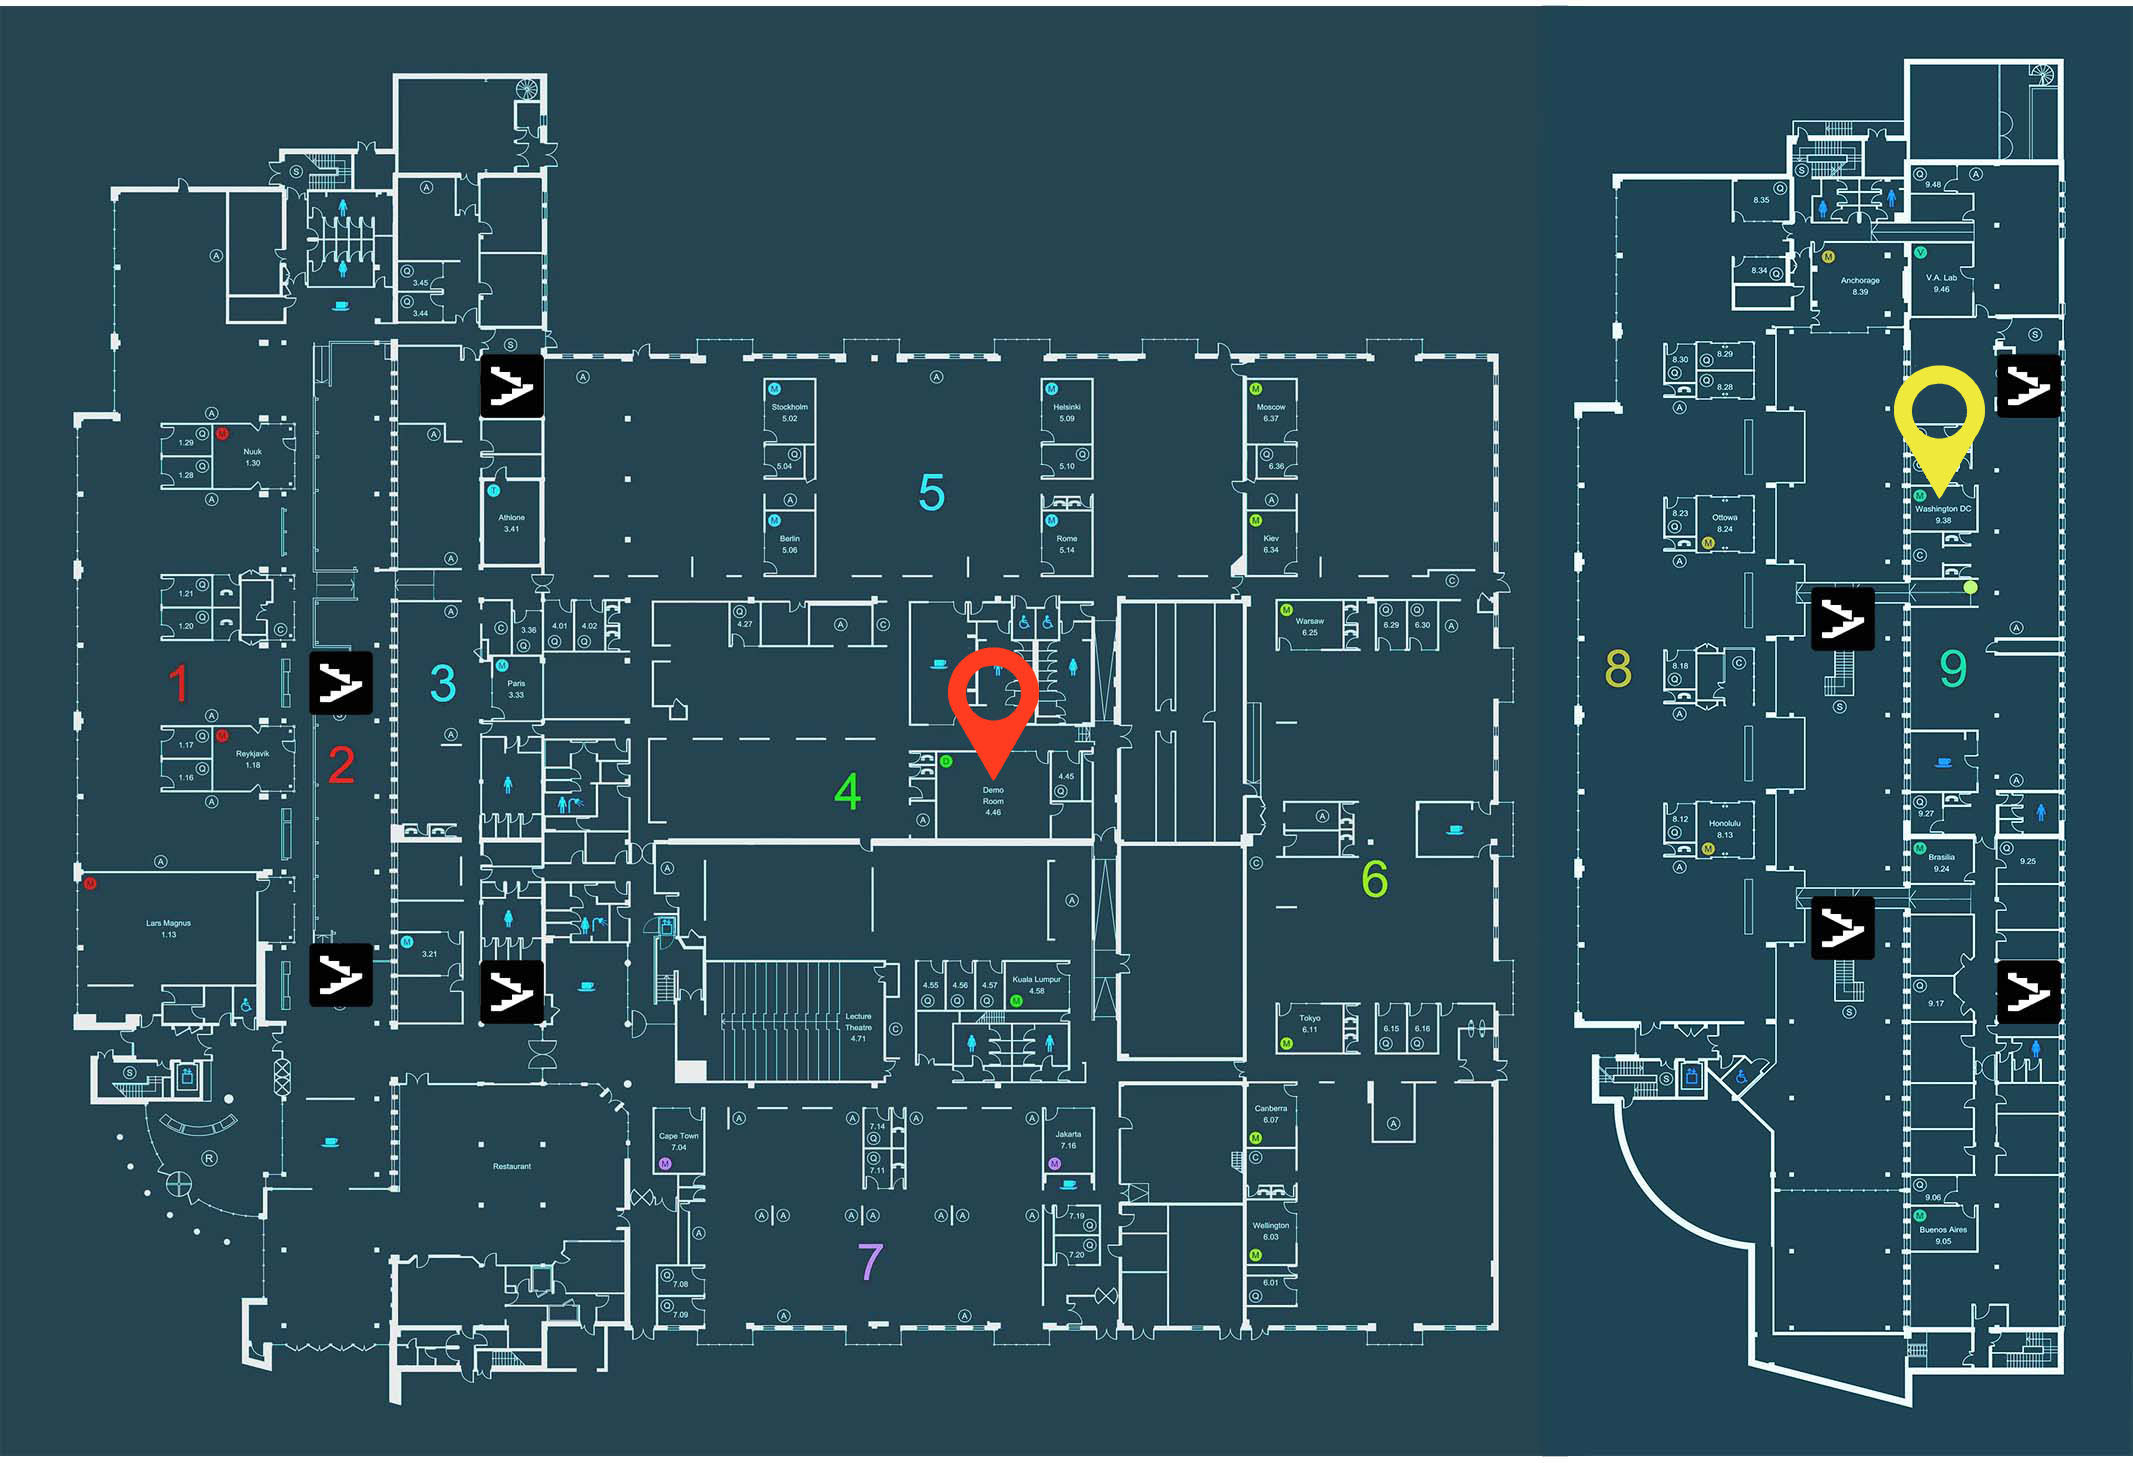 S
A
A
Q
3.45
Q
3.44
A
S
A
Q
1.29
M
Nuuk
1.30
Q
1.28
A
A
A
T
Athlone
3.41
A
Q
1.21
Q
1.20
C
1
A
Q
1.17
M
Reykjavik
1.18
Q
1.16
A
A
M
Lars Magnus
1.13
2
A
3
A
C
3.36
Q
4.01
Q
4.02
Q
M
Paris
3.33
M
3.21
S
R
Restaurant
A
A
M
Stockholm
5.02
Q
5.04
A
M
Berlin
5.06
5
M
Helsinki
5.09
Q
5.10
M
Rome
5.14
M
Moscow
6.37
Q
6.36
A
M
Kiev
6.34
C
Q
4.27
A
C
4
D
Demo
Room
4.46
4.45
Q
A
M
Warsaw
6.25
Q
6.29
Q
6.30
A
A
C
6
A
A
Lecture
Theatre
4.71
C
4.55
Q
4.56
Q
4.57
Q
Kuala Lumpur
4.58
M
Tokyo
6.11
M
6.15
Q
6.16
Q
Cape Town
7.04
M
A
A
7.14
Q
Q
7.11
A
A
Jakarta
7.16
M
A
A A
A A
A A
A
7.19
Q
Q
7.20
7
Q
7.08
Q
7.09
A
A
Canberra
6.07
M
C
Wellington
6.03
M
6.01
Q
A
S
8.35
Q
8.34
Q
M
Anchorage
8.39
Q
9.48
A
V
V.A. Lab
9.46
S
8.30
Q
Q
8.29
Q
8.28
A
8.23
Q
Ottowa
8.24
M
A
M
Washington DC
9.38
C
A
8
8.18
Q
C
A
S
9
A
Q
9.27
8.12
Q
Honolulu
8.13
M
A
M
Brasilia
9.24
Q
9.25
Q
9.17
S
S
Q
9.06
M
Buenos Aires
9.05